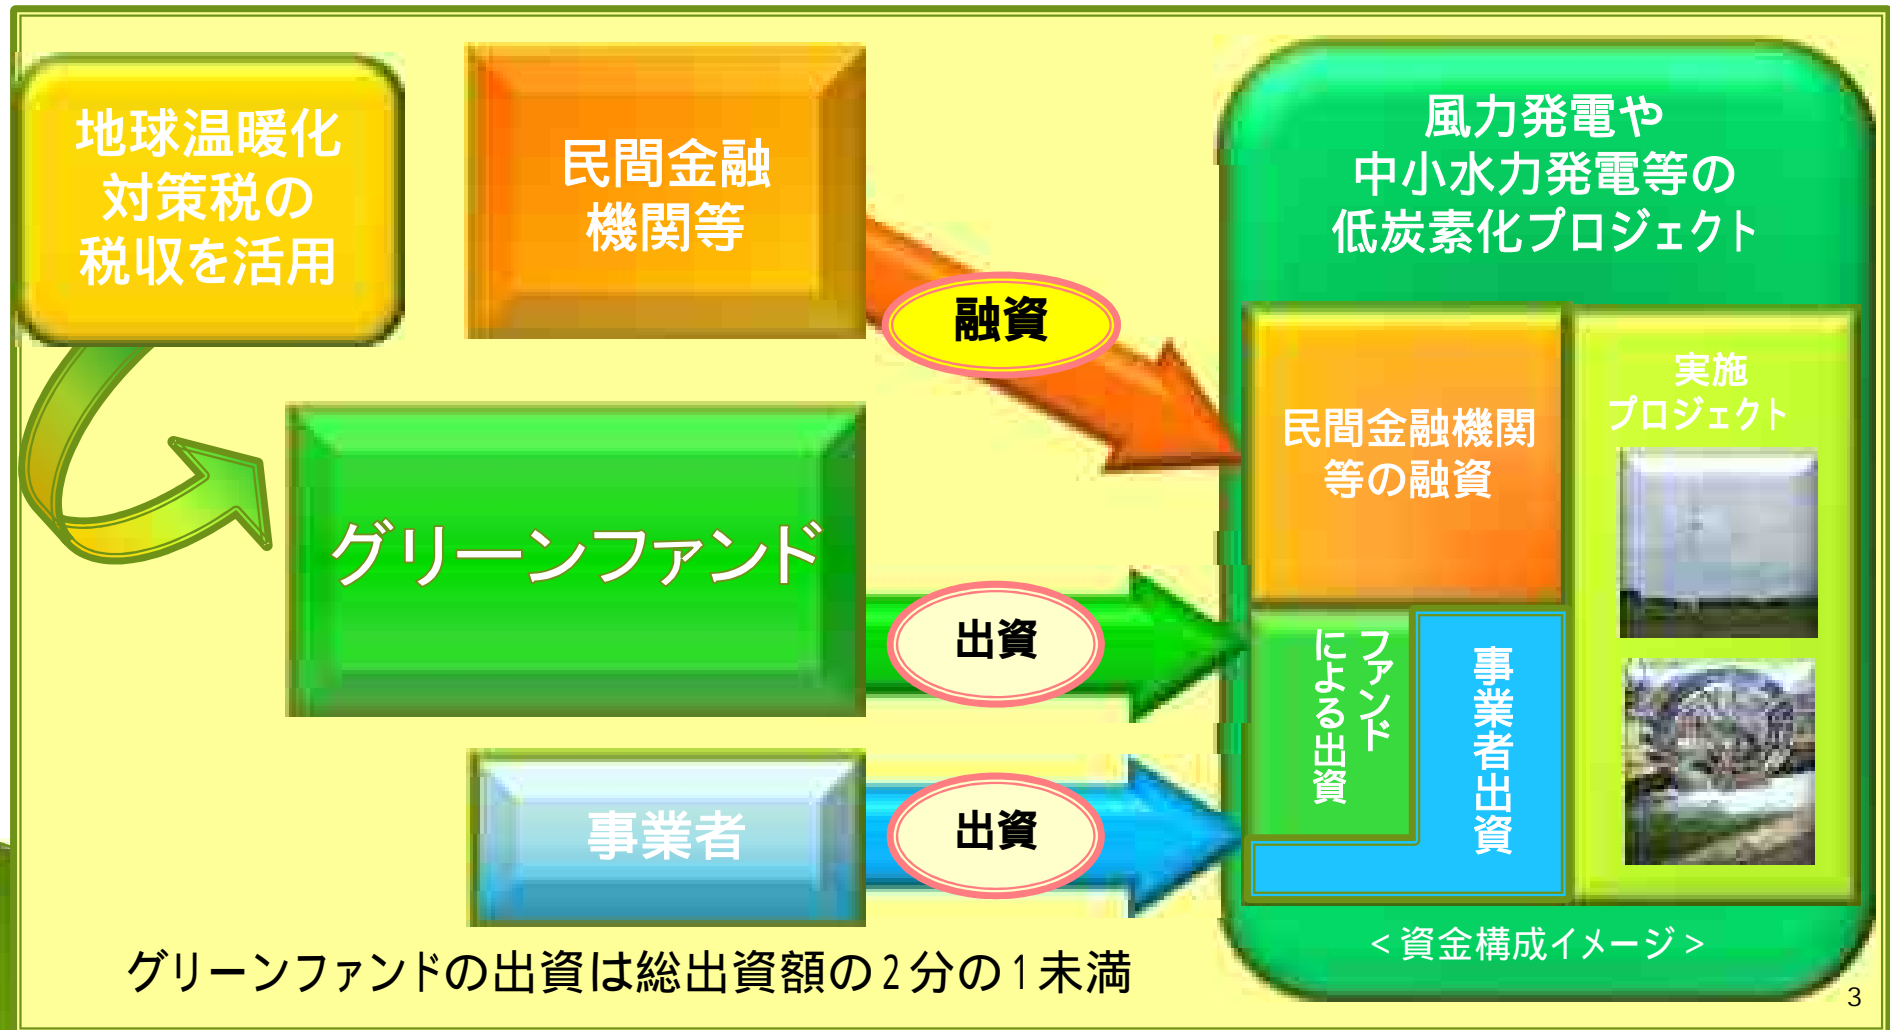 地球温暖化
対策税の
税収を活用
民間金融
機関等
融資
グリーンファンド
出資
事業者
出資
グリーンファンドの出資は総出資額の2分の1未満
風力発電や
中小水力発電等の
低炭素化プロジェクト
民間金融機関
等の融資
ファンド
による出資
事業者出資
実施
プロジェクト
<資金構成イメージ>
3